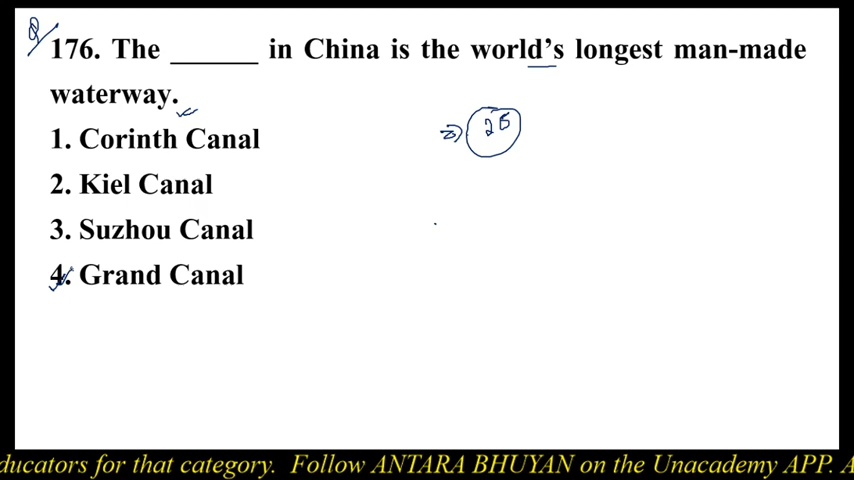 176. The ______ in China is the world's longest man-made
waterway.
1. Corinth Canal
25
2. Kiel Canal
3. Suzhou Canal
4. Grand Canal
ducators for that category. Follow ANTARA BHUYAN on the Unacademy APP. A